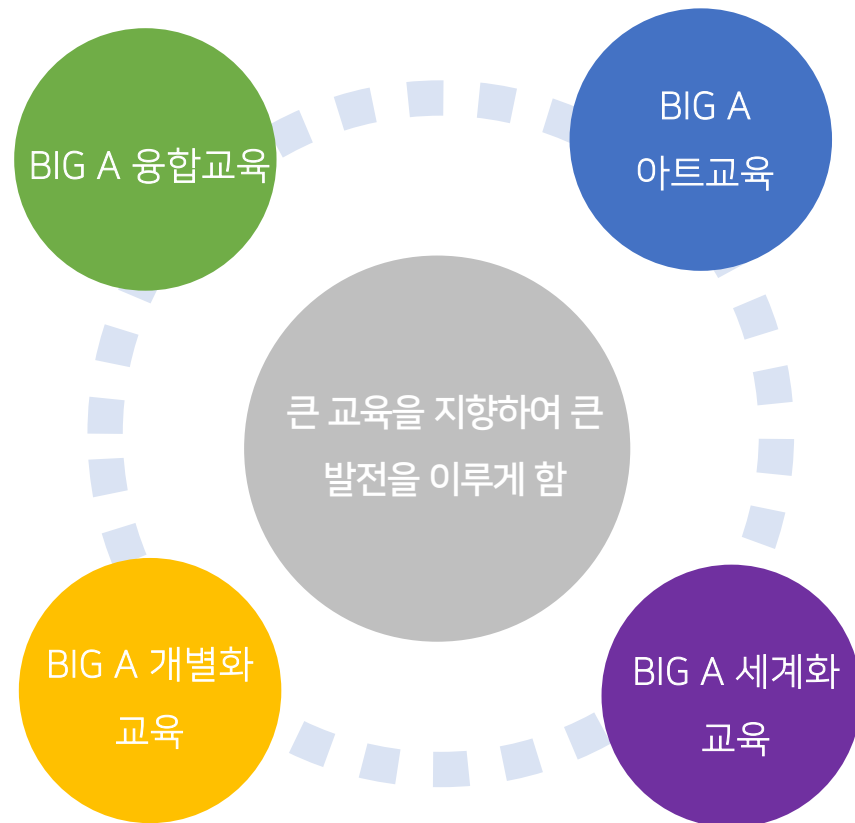 BIG A 융합교육
BIG A
아트교육
큰 교육을 지향하여 큰
발전을 이루게 함
BIG A 개별화
교육
BIG A 세계화
교육